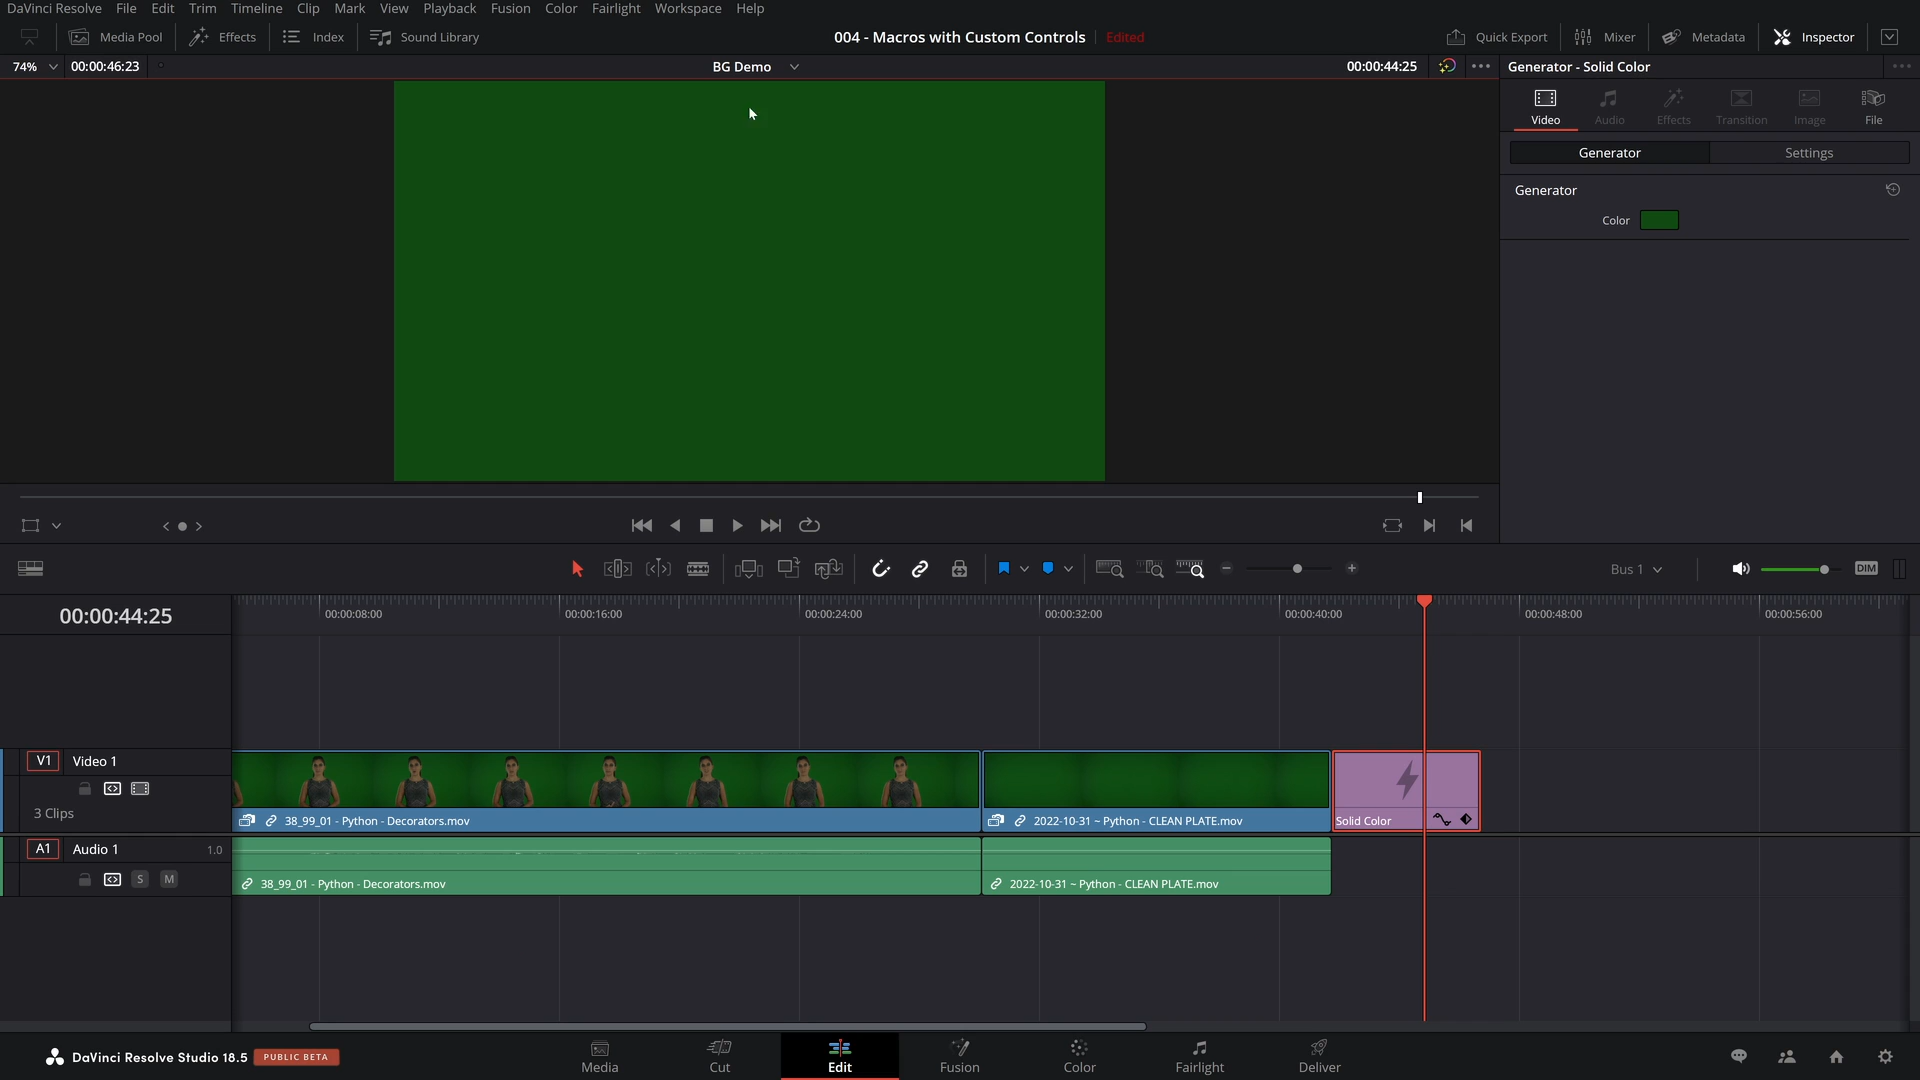 DaVinci Resolve File Edit Trim Timeline Clip Mark View Playback Fusion Color Fairlight Workspace Help
Media Pool Effects Index Sound Library 004 - Macros with Custom Controls Edited Quick Export Mixer Metadata Inspector
74% 00:00:46:23 BG Demo 00:00:44:25 Generator - Solid Color
Video Audio Effects Transition Image File
Generator Settings
Generator
Color
Bus 1 DIM
00:00:44:25 00:00:08:00 00:00:16:00 00:00:24:00 00:00:32:00 00:00:40:00 00:00:48:00 00:00:56:00
V1 Video 1
3 Clips
38_99_01 - Python - Decorators.mov 2022-10-31 ~ Python - CLEAN PLATE.mov Solid Color
A1 Audio 1 1.0
S M
38_99_01 - Python - Decorators.mov 2022-10-31 ~ Python - CLEAN PLATE.mov
DaVinci Resolve Studio 18.5 PUBLIC BETA
Media Cut Edit Fusion Color Fairlight Deliver